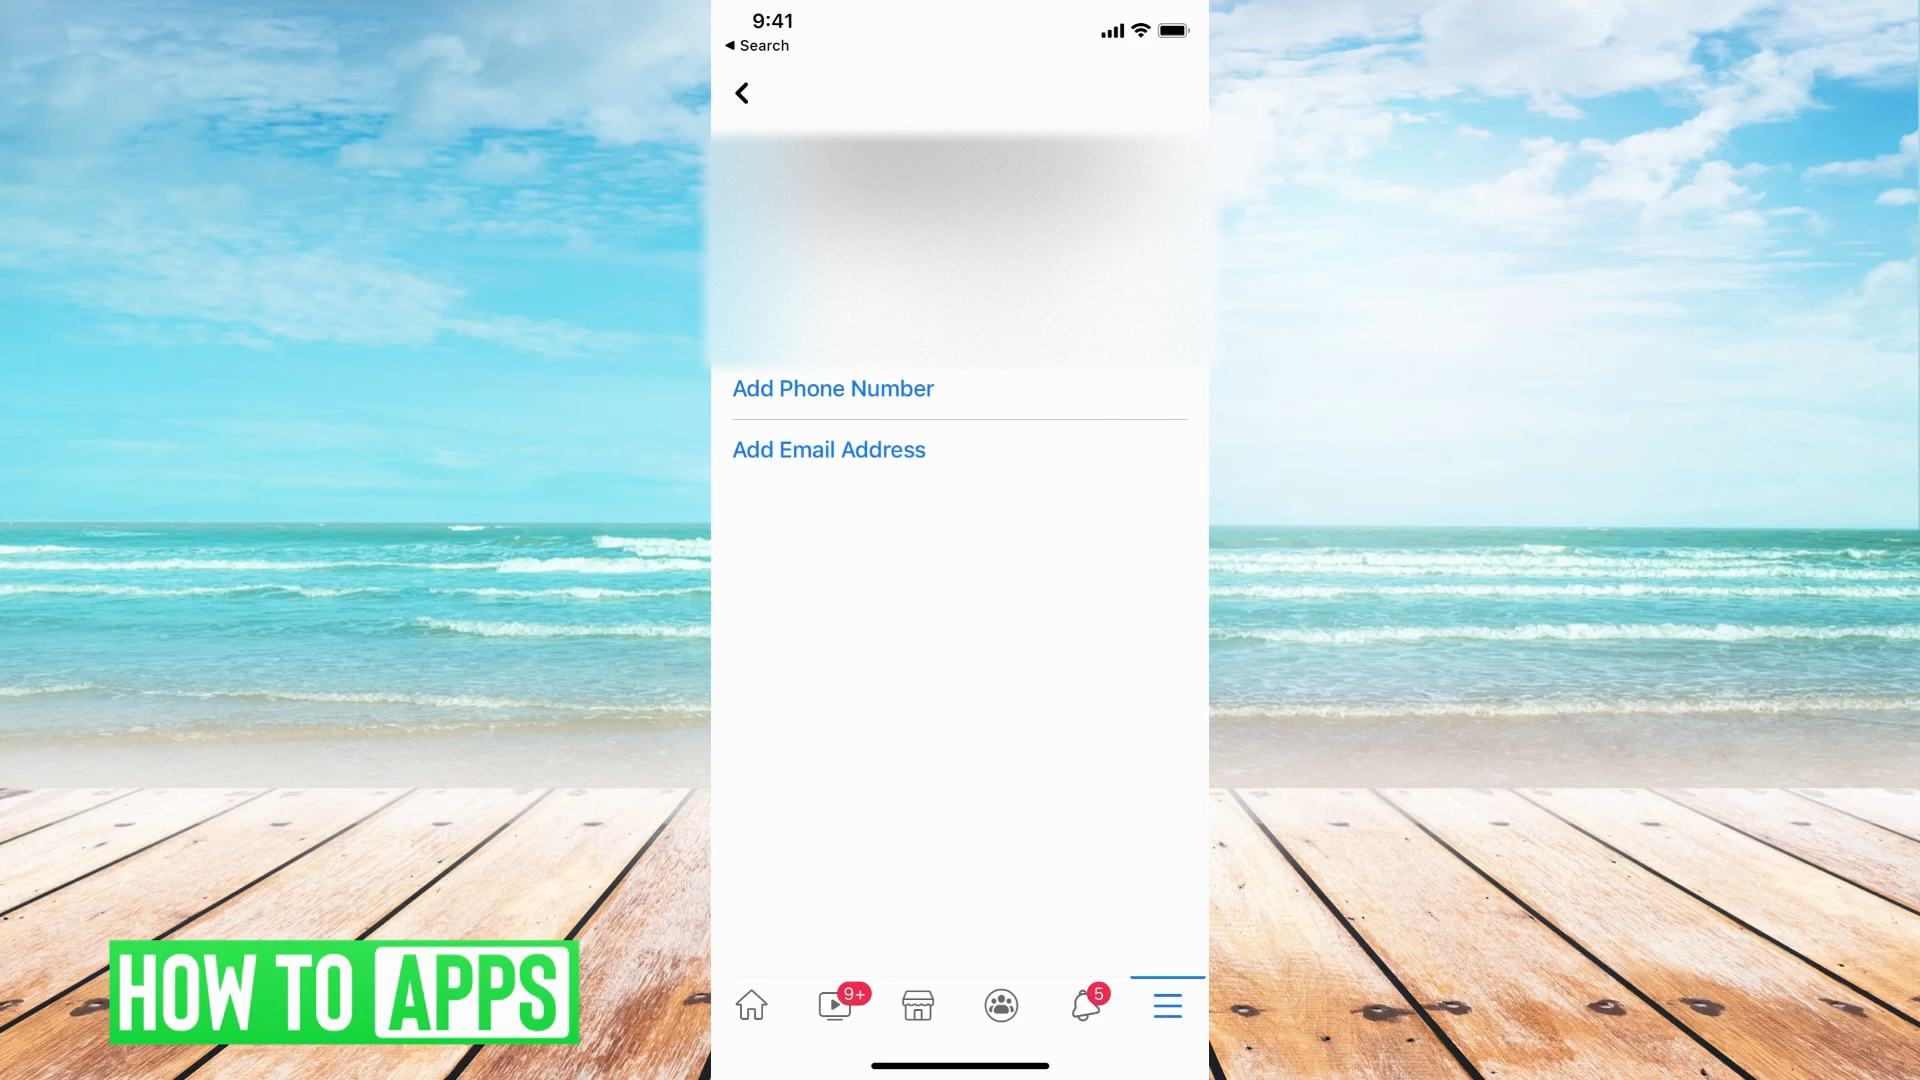 9:41
◀ Search
Add Phone Number
Add Email Address
9+
5
HOW TO APPS